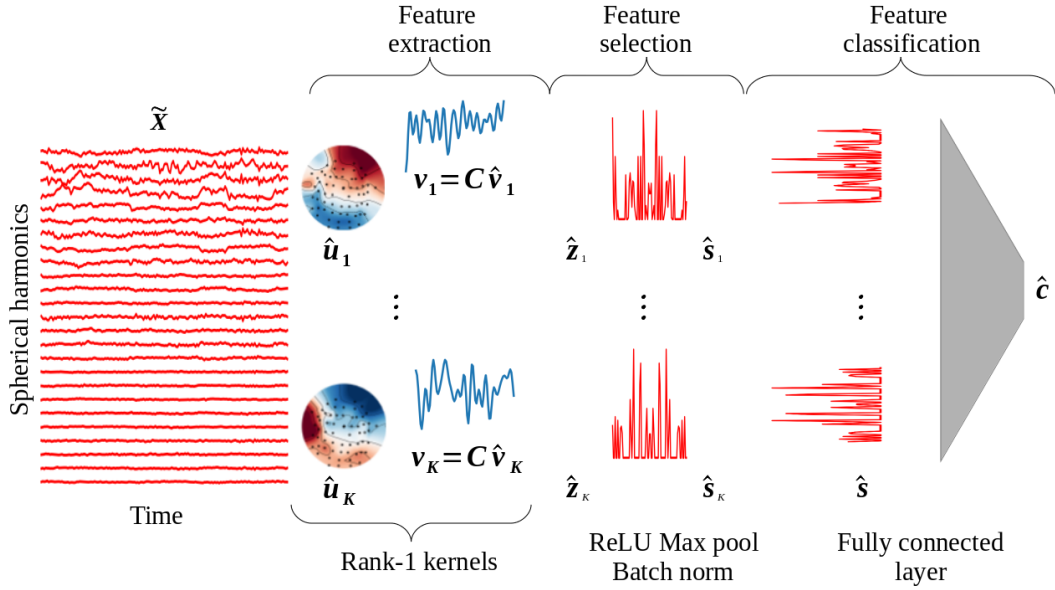 Feature
extraction
Feature
selection
Feature
classification
X̃
v₁ = C v̂₁
û₁
ẑ₁
ŝ₁
ĉ
Spherical harmonics
⋮
⋮
⋮
v_K = C v̂_K
û_K
ẑ_K
ŝ_K
ŝ
Time
Rank-1 kernels
ReLU Max pool
Batch norm
Fully connected
layer